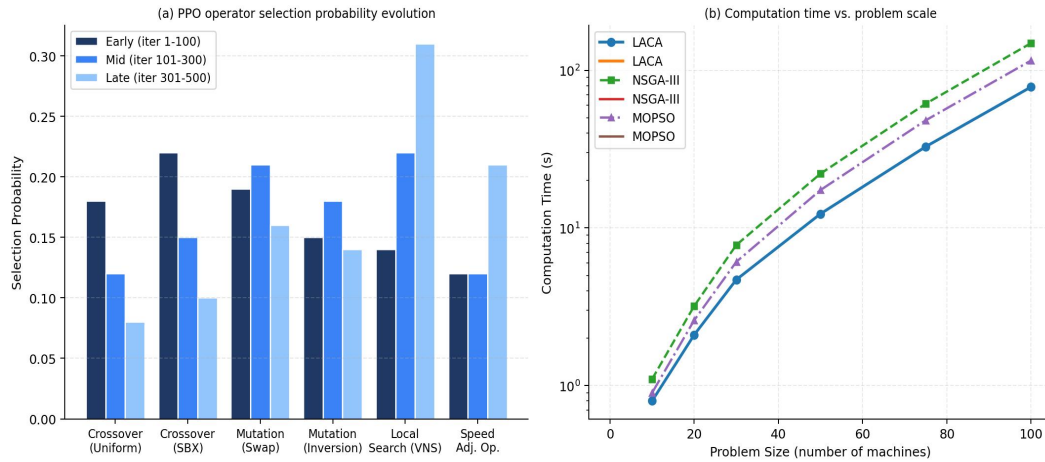 (a) PPO operator selection probability evolution
Selection Probability
0.30
0.25
0.20
0.15
0.10
0.05
0.00
Early (iter 1-100)
Mid (iter 101-300)
Late (iter 301-500)
Crossover
(Uniform)
Crossover
(SBX)
Mutation
(Swap)
Mutation
(Inversion)
Local
Search (VNS)
Speed
Adj. Op.
(b) Computation time vs. problem scale
Computation Time (s)
10²
10¹
10⁰
LACA
LACA
NSGA-III
NSGA-III
MOPSO
MOPSO
0
20
40
60
80
100
Problem Size (number of machines)